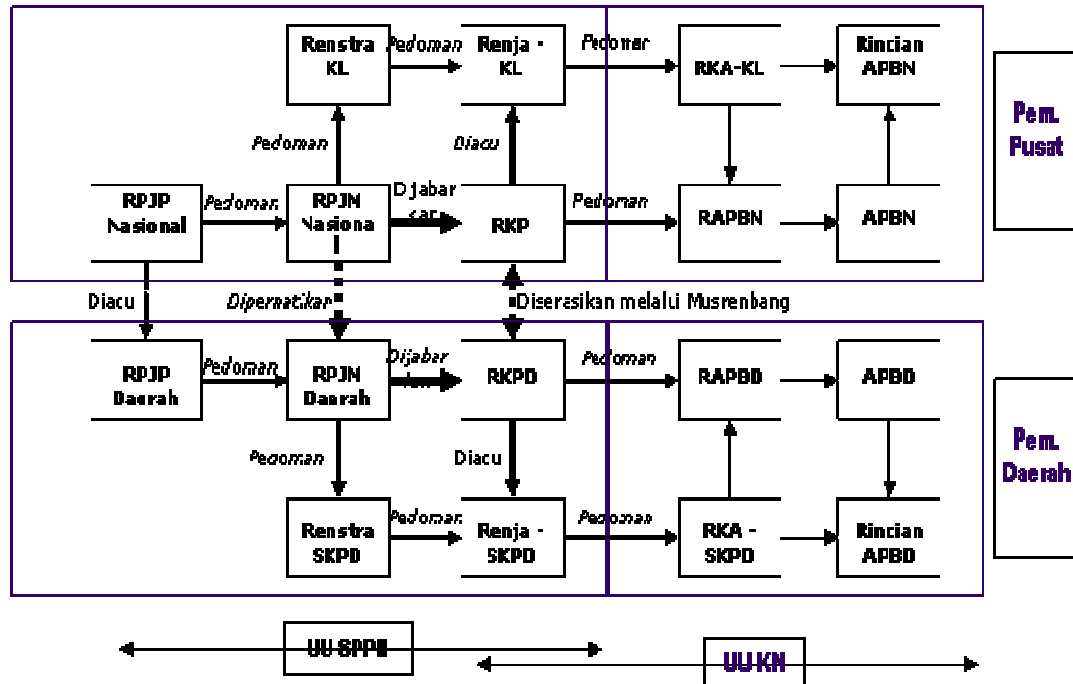 Renstra
KL
Pedoman
Renja -
KL
Pedoman
RKA-KL
Rincian
APBN
Pem.
Pusat
Pedoman
Diacu
RPJP
Nasional
Pedoman
RPJM
Nasional
Dijabar
kan
RKP
Pedoman
RAPBN
APBN
Diacu
Diperhatikan
Diserasikan melalui Musrenbang
RPJP
Daerah
Pedoman
RPJM
Daerah
Dijabar
kan
RKPD
Pedoman
RAPBD
APBD
Pem.
Daerah
Pedoman
Diacu
Renstra
SKPD
Pedoman
Renja -
SKPD
Pedoman
RKA -
SKPD
Rincian
APBD
UU SPPN
UU KN